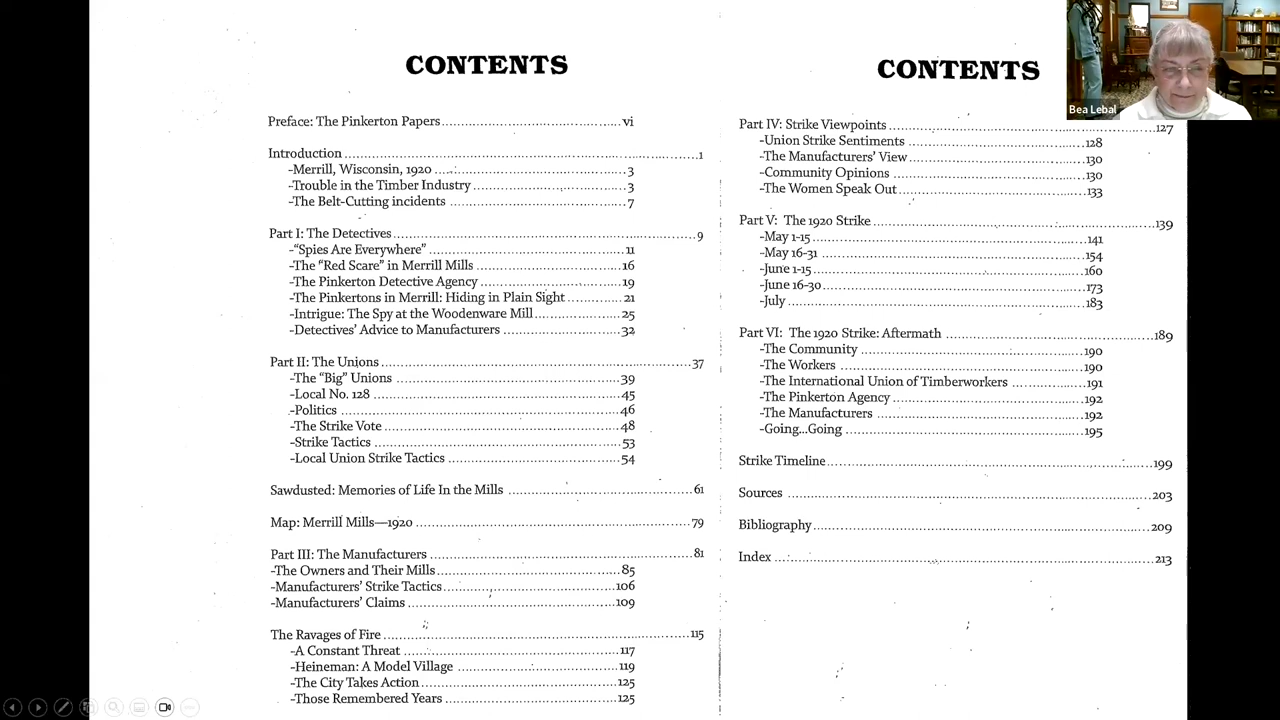 CONTENTS
Preface: The Pinkerton Papers ........ vi
Introduction ........ 1
-Merrill, Wisconsin, 1920 ........ 3
-Trouble in the Timber Industry ........ 3
-The Belt-Cutting incidents ........ 7
Part I: The Detectives ........ 9
-"Spies Are Everywhere" ........ 11
-The "Red Scare" in Merrill Mills ........ 16
-The Pinkerton Detective Agency ........ 19
-The Pinkertons in Merrill: Hiding in Plain Sight ........ 21
-Intrigue: The Spy at the Woodenware Mill ........ 25
-Detectives' Advice to Manufacturers ........ 32
Part II: The Unions ........ 37
-The "Big" Unions ........ 39
-Local No. 128 ........ 45
-Politics ........ 46
-The Strike Vote ........ 48
-Strike Tactics ........ 53
-Local Union Strike Tactics ........ 54
Sawdusted: Memories of Life In the Mills ........ 61
Map: Merrill Mills—1920 ........ 79
Part III: The Manufacturers ........ 81
-The Owners and Their Mills ........ 85
-Manufacturers' Strike Tactics ........ 106
-Manufacturers' Claims ........ 109
The Ravages of Fire ........ 115
-A Constant Threat ........ 117
-Heineman: A Model Village ........ 119
-The City Takes Action ........ 125
-Those Remembered Years ........ 125
CONTENTS
Part IV: Strike Viewpoints ........ 127
-Union Strike Sentiments ........ 128
-The Manufacturers' View ........ 130
-Community Opinions ........ 130
-The Women Speak Out ........ 133
Part V: The 1920 Strike ........ 139
-May 1-15 ........ 141
-May 16-31 ........ 154
-June 1-15 ........ 160
-June 16-30 ........ 173
-July ........ 183
Part VI: The 1920 Strike: Aftermath ........ 189
-The Community ........ 190
-The Workers ........ 190
-The International Union of Timberworkers ........ 191
-The Pinkerton Agency ........ 192
-The Manufacturers ........ 192
-Going...Going ........ 195
Strike Timeline ........ 199
Sources ........ 203
Bibliography ........ 209
Index ........ 213
Bea Lebal